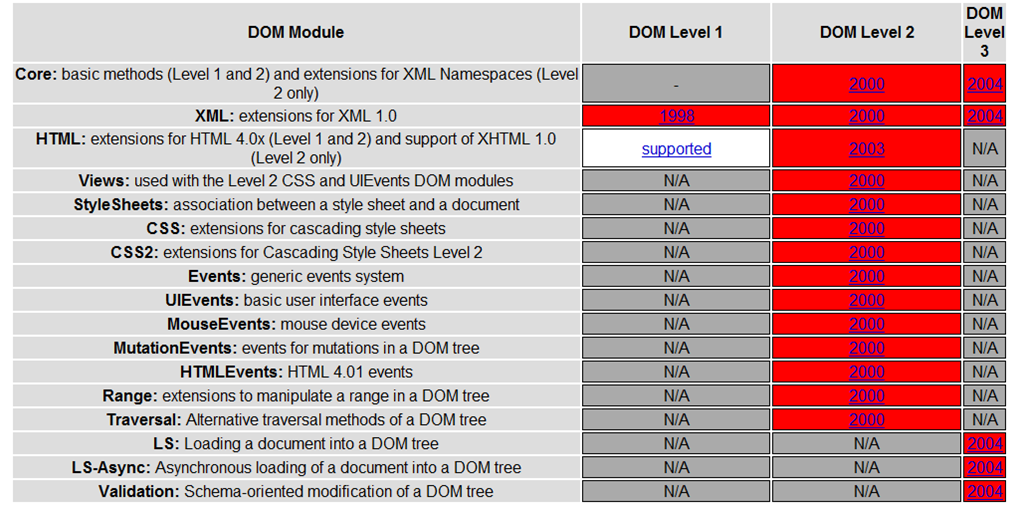 DOM Module DOM Level 1 DOM Level 2 DOM Level 3
Core: basic methods (Level 1 and 2) and extensions for XML Namespaces (Level 2 only) - 2000 2004
XML: extensions for XML 1.0 1998 2000 2004
HTML: extensions for HTML 4.0x (Level 1 and 2) and support of XHTML 1.0 (Level 2 only) supported 2003 N/A
Views: used with the Level 2 CSS and UIEvents DOM modules N/A 2000 N/A
StyleSheets: association between a style sheet and a document N/A 2000 N/A
CSS: extensions for cascading style sheets N/A 2000 N/A
CSS2: extensions for Cascading Style Sheets Level 2 N/A 2000 N/A
Events: generic events system N/A 2000 N/A
UIEvents: basic user interface events N/A 2000 N/A
MouseEvents: mouse device events N/A 2000 N/A
MutationEvents: events for mutations in a DOM tree N/A 2000 N/A
HTMLEvents: HTML 4.01 events N/A 2000 N/A
Range: extensions to manipulate a range in a DOM tree N/A 2000 N/A
Traversal: Alternative traversal methods of a DOM tree N/A 2000 N/A
LS: Loading a document into a DOM tree N/A N/A 2004
LS-Async: Asynchronous loading of a document into a DOM tree N/A N/A 2004
Validation: Schema-oriented modification of a DOM tree N/A N/A 2004